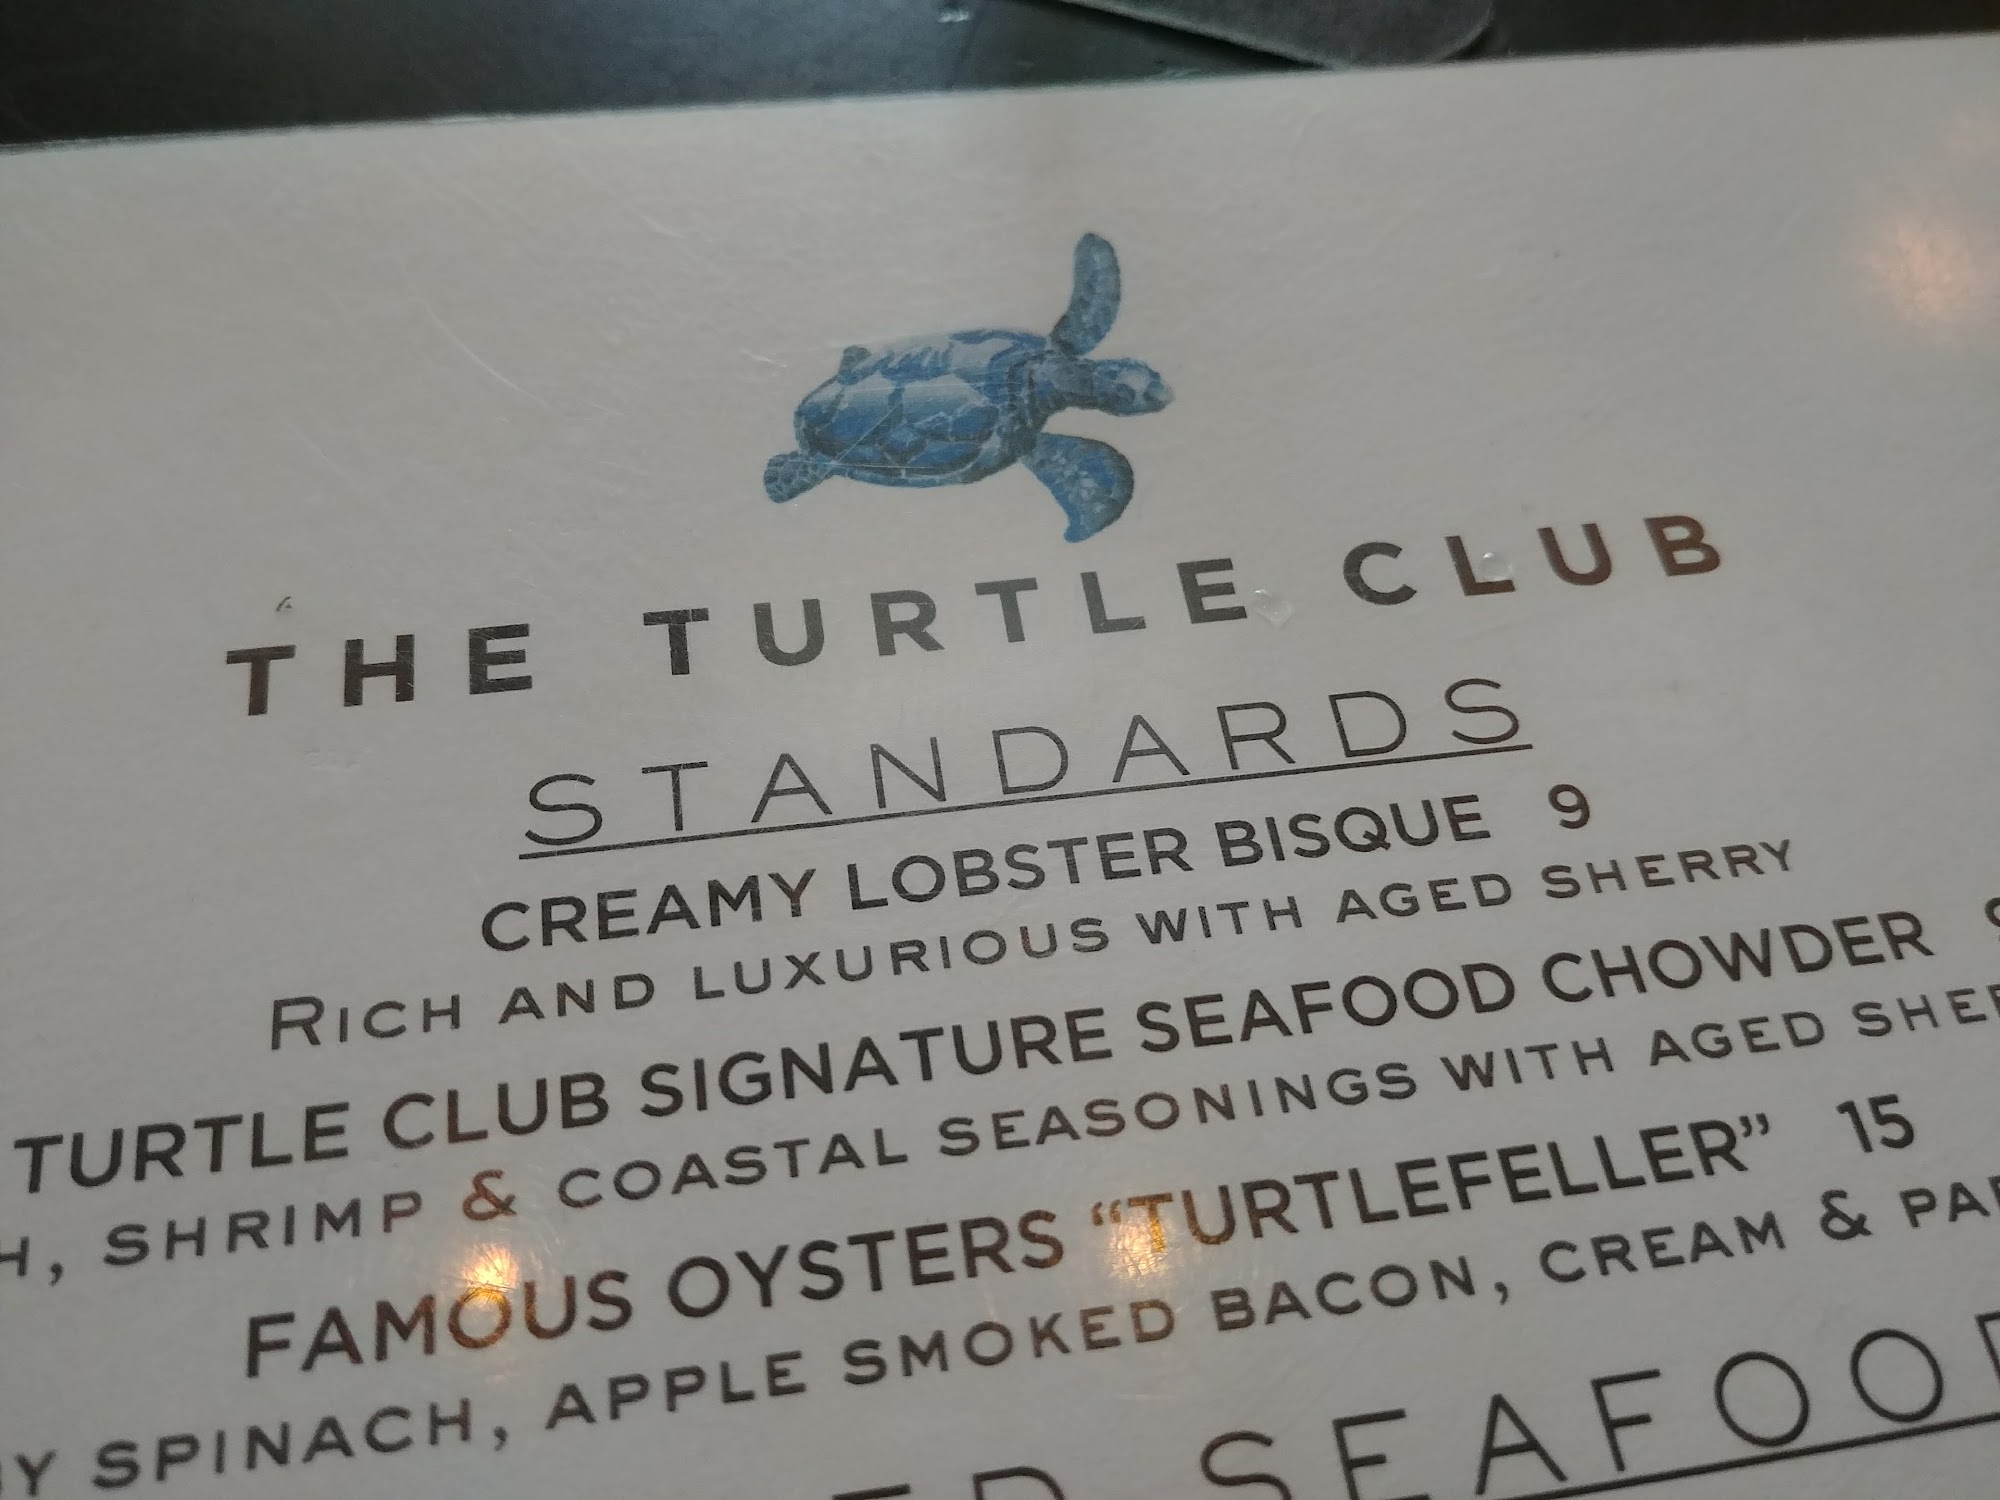 THE TURTLE CLUB
STANDARDS
CREAMY LOBSTER BISQUE 9
RICH AND LUXURIOUS WITH AGED SHERRY
TURTLE CLUB SIGNATURE SEAFOOD CHOWDER
SHRIMP & COASTAL SEASONINGS WITH AGED
FAMOUS OYSTERS “TURTLEFELLER” 15
SPINACH, APPLE SMOKED BACON, CREAM &
SEAFOOD